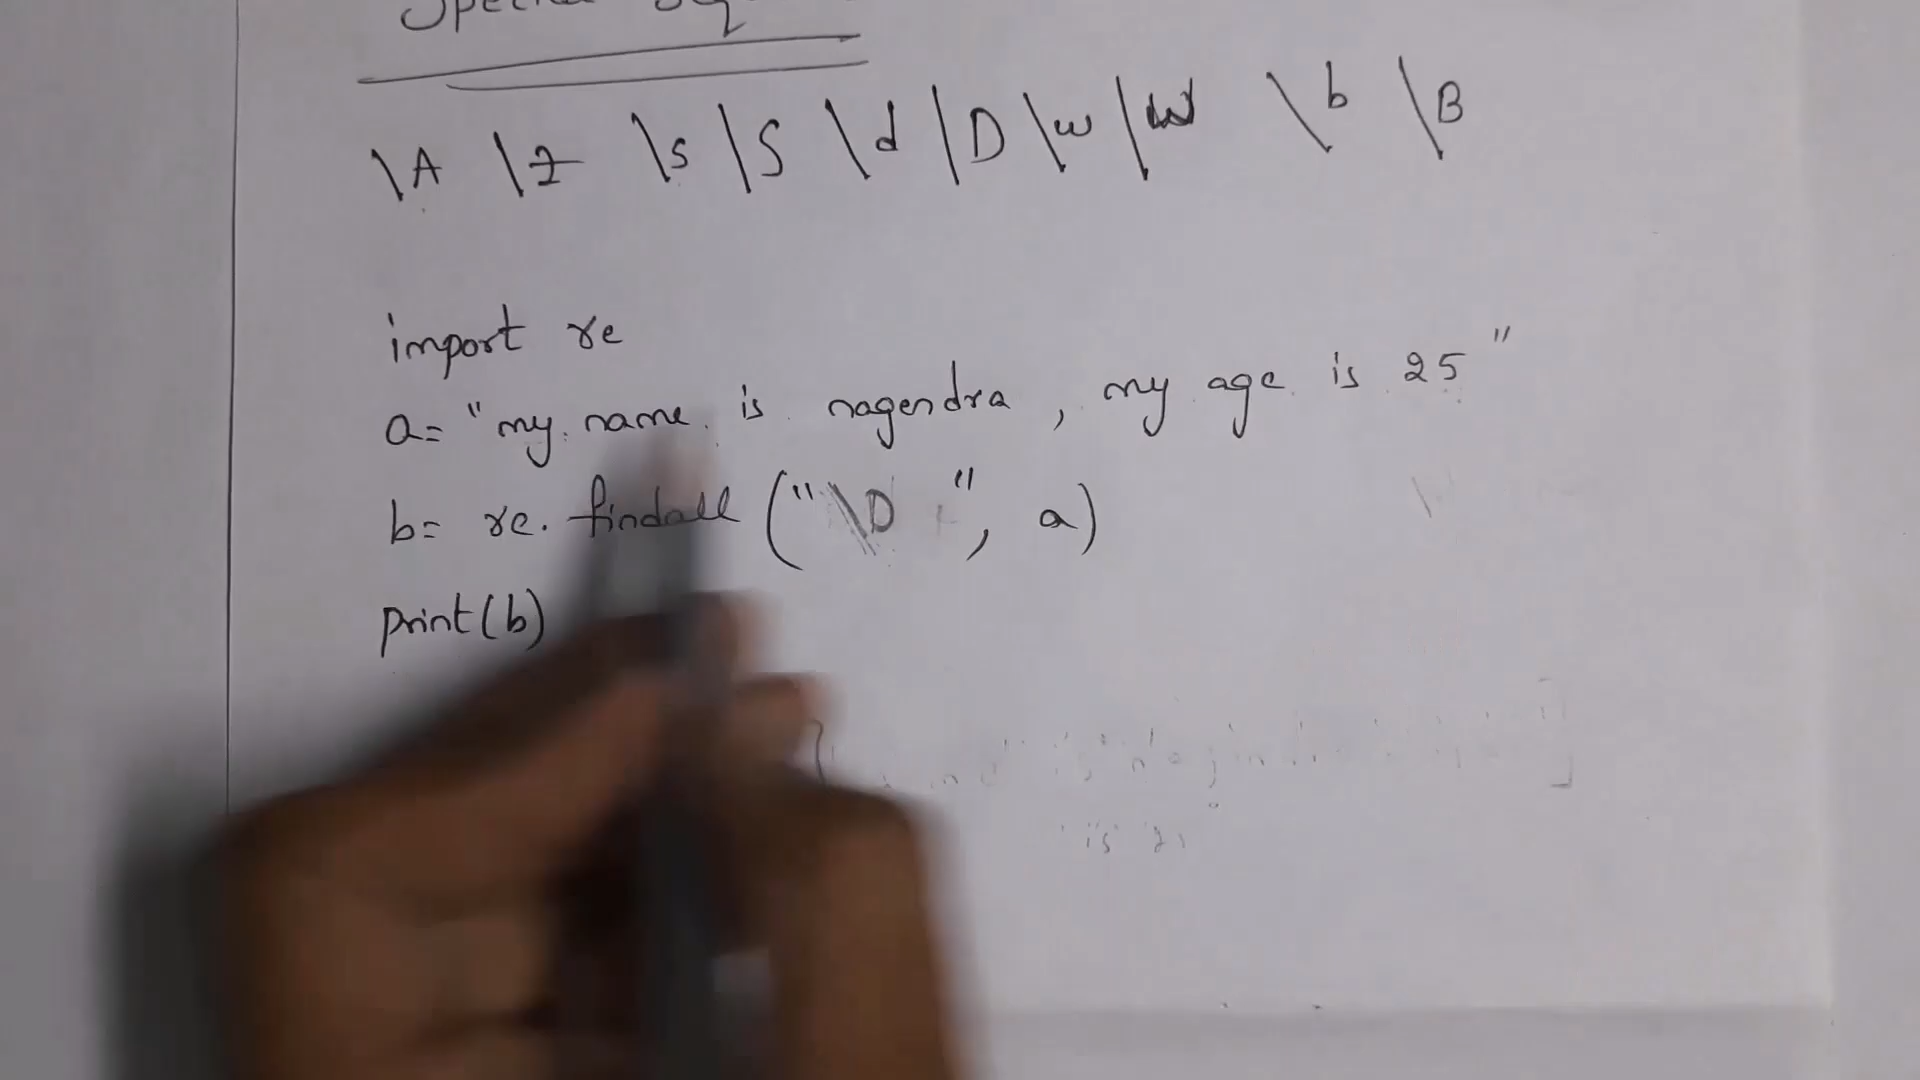 \A \Z \s \S \d \D \w \W \b \B
import re
a= "my name is nagendra, my age is 25"
b= re.findall("\D", a)
print(b)